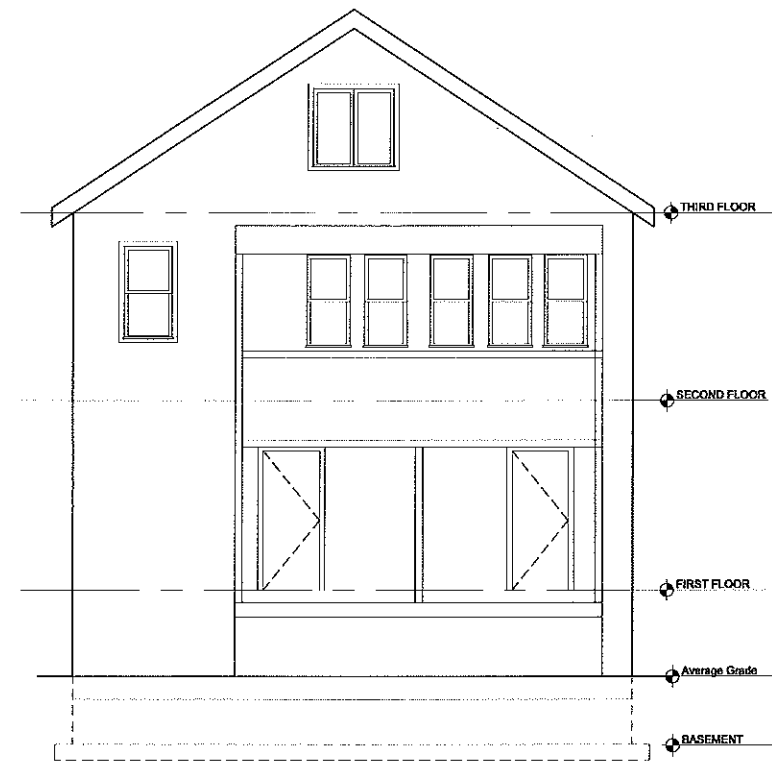 THIRD FLOOR
SECOND FLOOR
FIRST FLOOR
Average Grade
BASEMENT